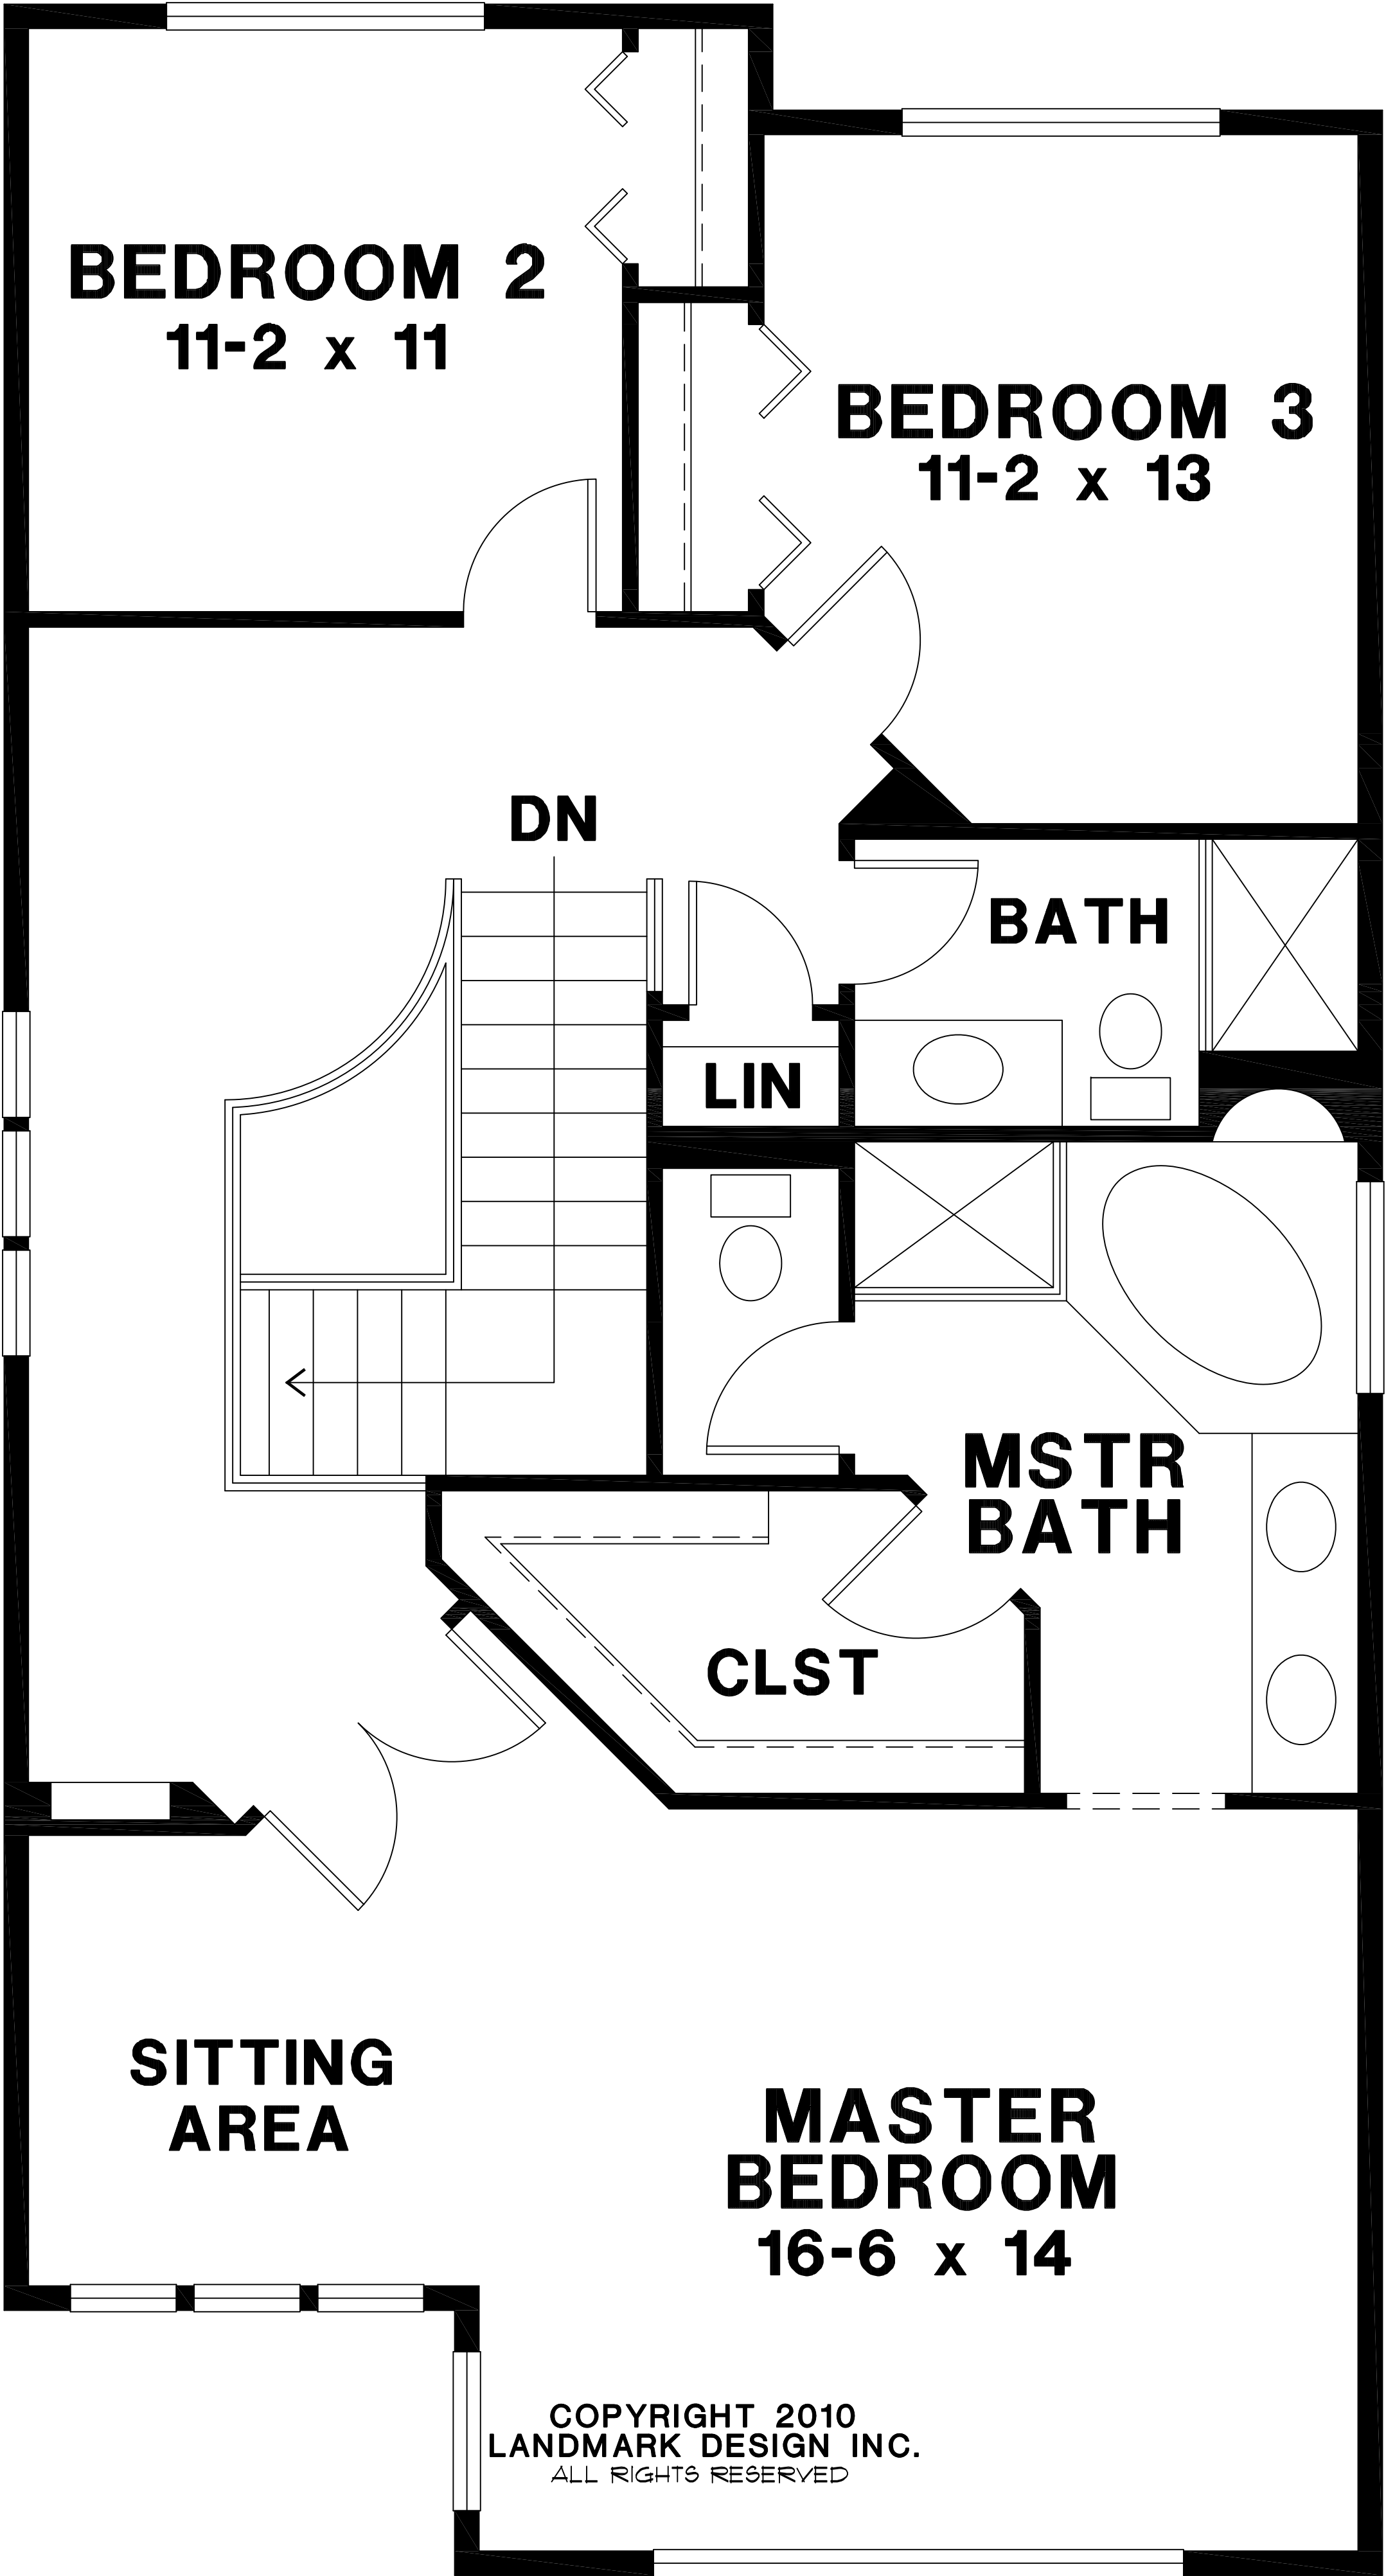 BEDROOM 2
11-2 x 11
BEDROOM 3
11-2 x 13
DN
BATH
LIN
MSTR
BATH
CLST
SITTING
AREA
MASTER
BEDROOM
16-6 x 14
COPYRIGHT 2010
LANDMARK DESIGN INC.
ALL RIGHTS RESERVED